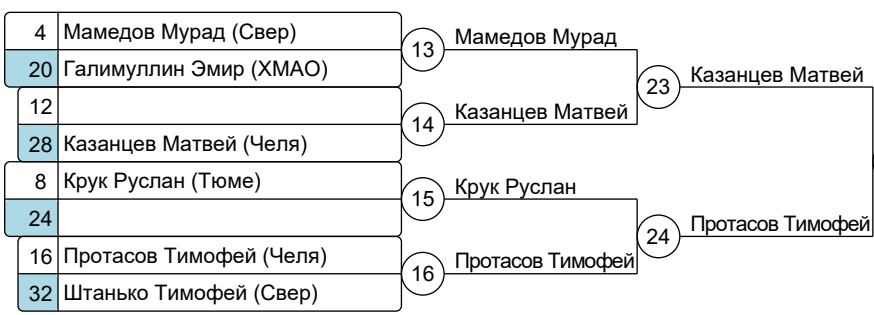 4 Мамедов Мурад (Свер)
20 Галимуллин Эмир (ХМАО)
13 Мамедов Мурад
12
28 Казанцев Матвей (Челя)
14 Казанцев Матвей
23 Казанцев Матвей
8 Крук Руслан (Тюме)
24
15 Крук Руслан
16 Протасов Тимофей (Челя)
32 Штанько Тимофей (Свер)
16 Протасов Тимофей
24 Протасов Тимофей